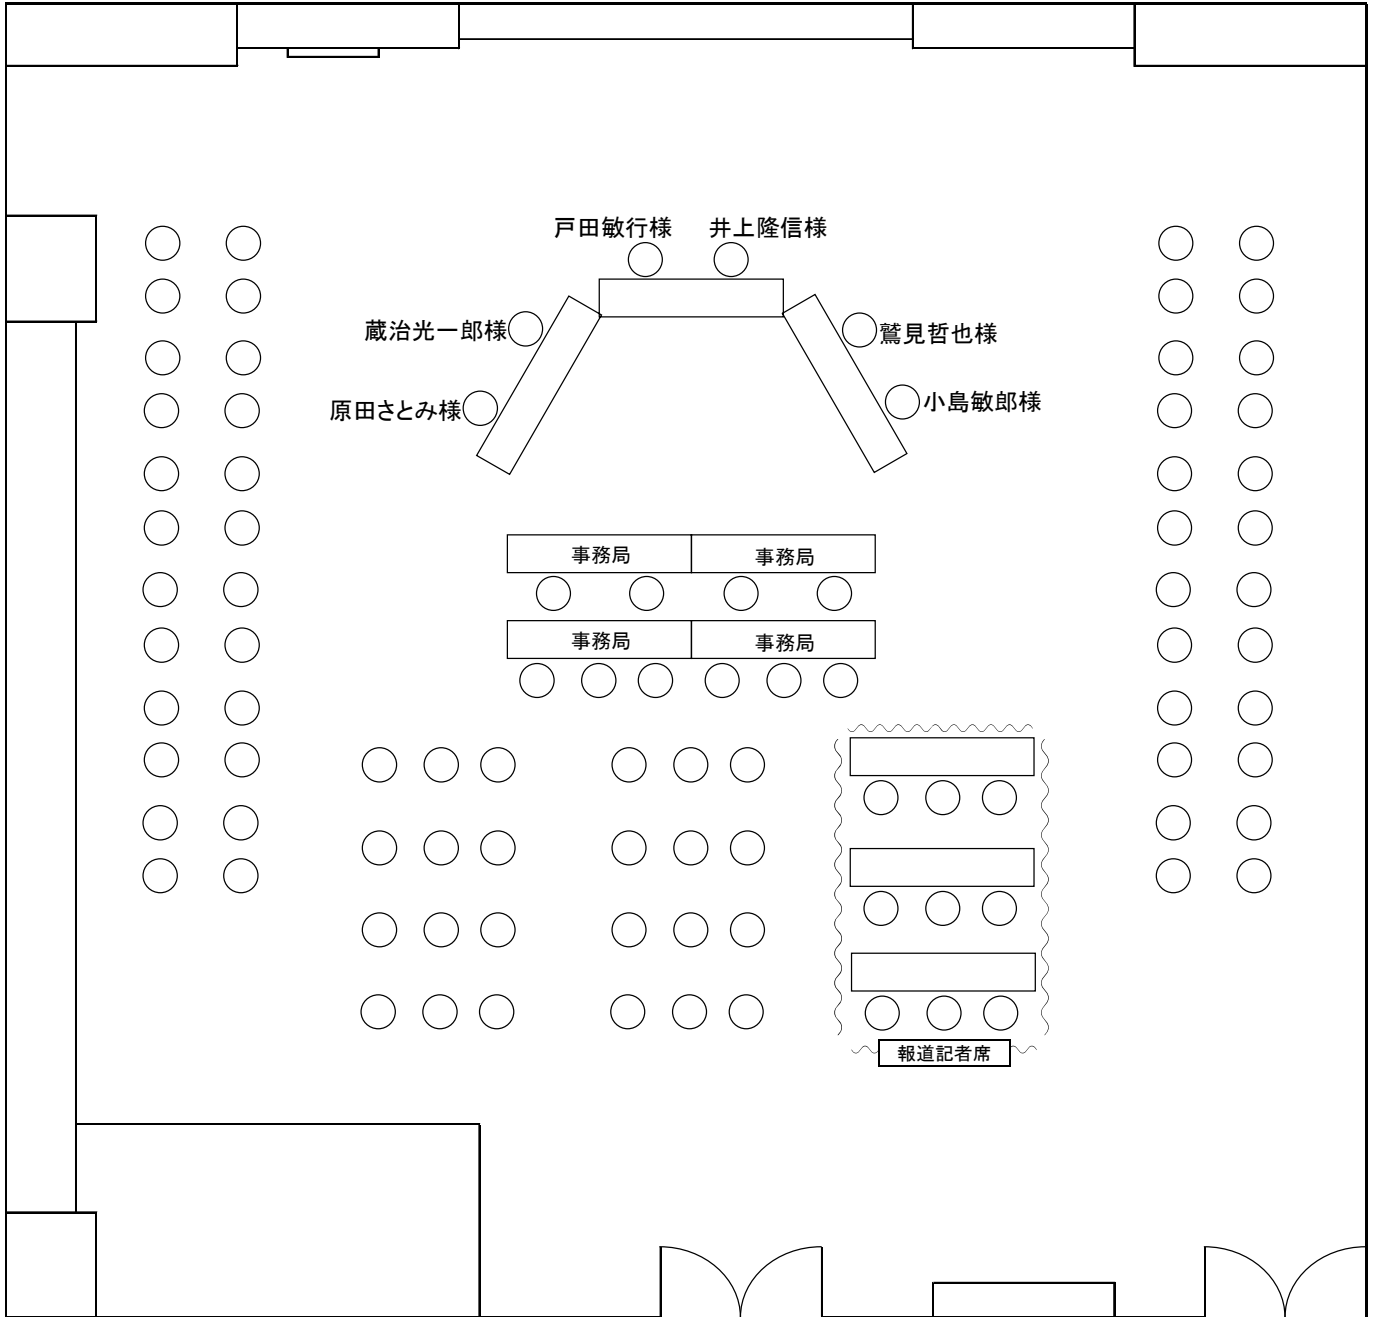 戸田敏行様
井上隆信様
蔵治光一郎様
鷲見哲也様
原田さとみ様
小島敏郎様
事務局
事務局
事務局
事務局
報道記者席